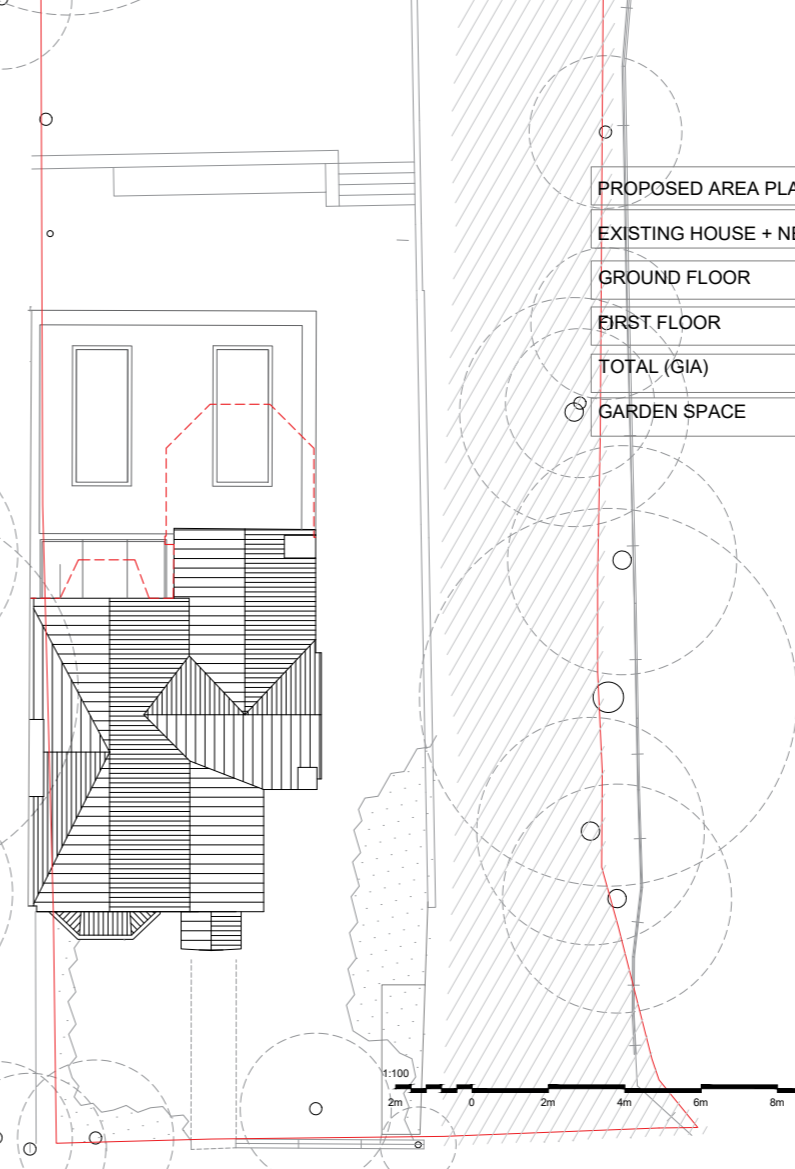 PROPOSED AREA PLA
EXISTING HOUSE + NE
GROUND FLOOR
FIRST FLOOR
TOTAL (GIA)
GARDEN SPACE
1:100
2m 0 2m 4m 6m 8m